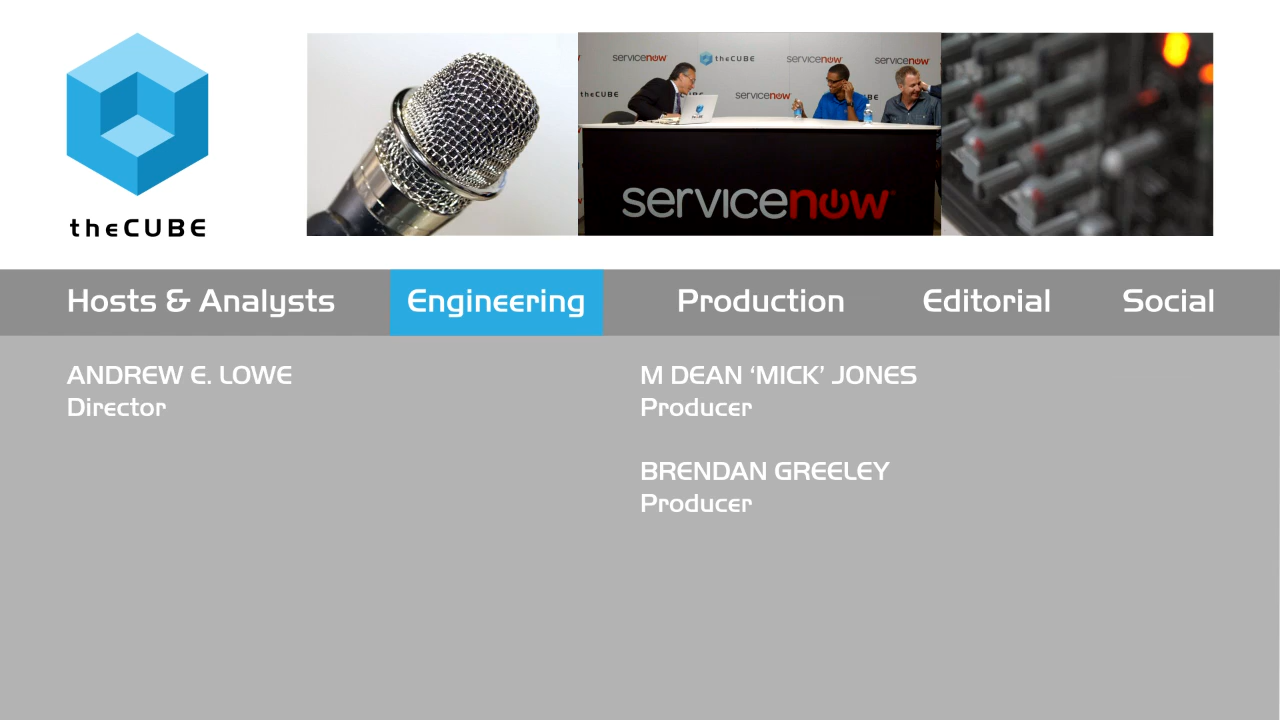 theCUBE
servicenow
theCUBE
servicenow
servicenow
theCUBE
servicenow
servicenow
Hosts & Analysts
Engineering
Production
Editorial
Social
ANDREW E. LOWE
Director
M DEAN ‘MICK’ JONES
Producer
BRENDAN GREELEY
Producer